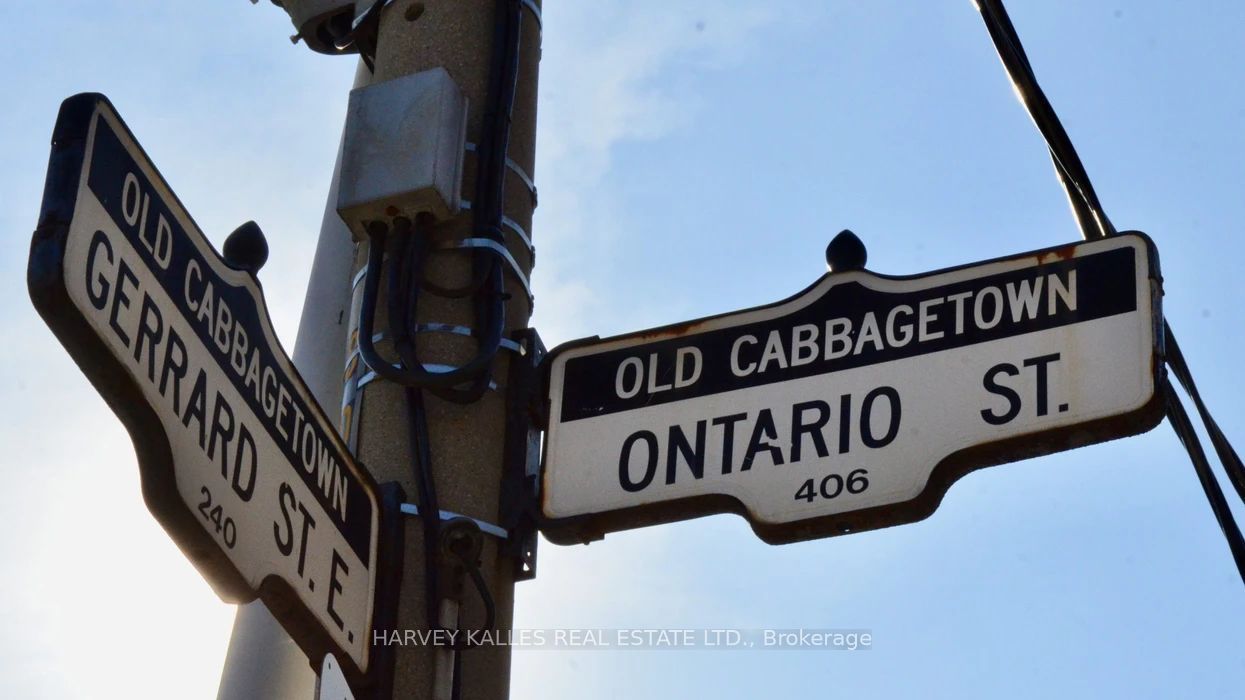 OLD CABBAGETOWN
GERRARD ST. E.
240
OLD CABBAGETOWN
ONTARIO ST.
406
HARVEY KALLES REAL ESTATE LTD., Brokerage